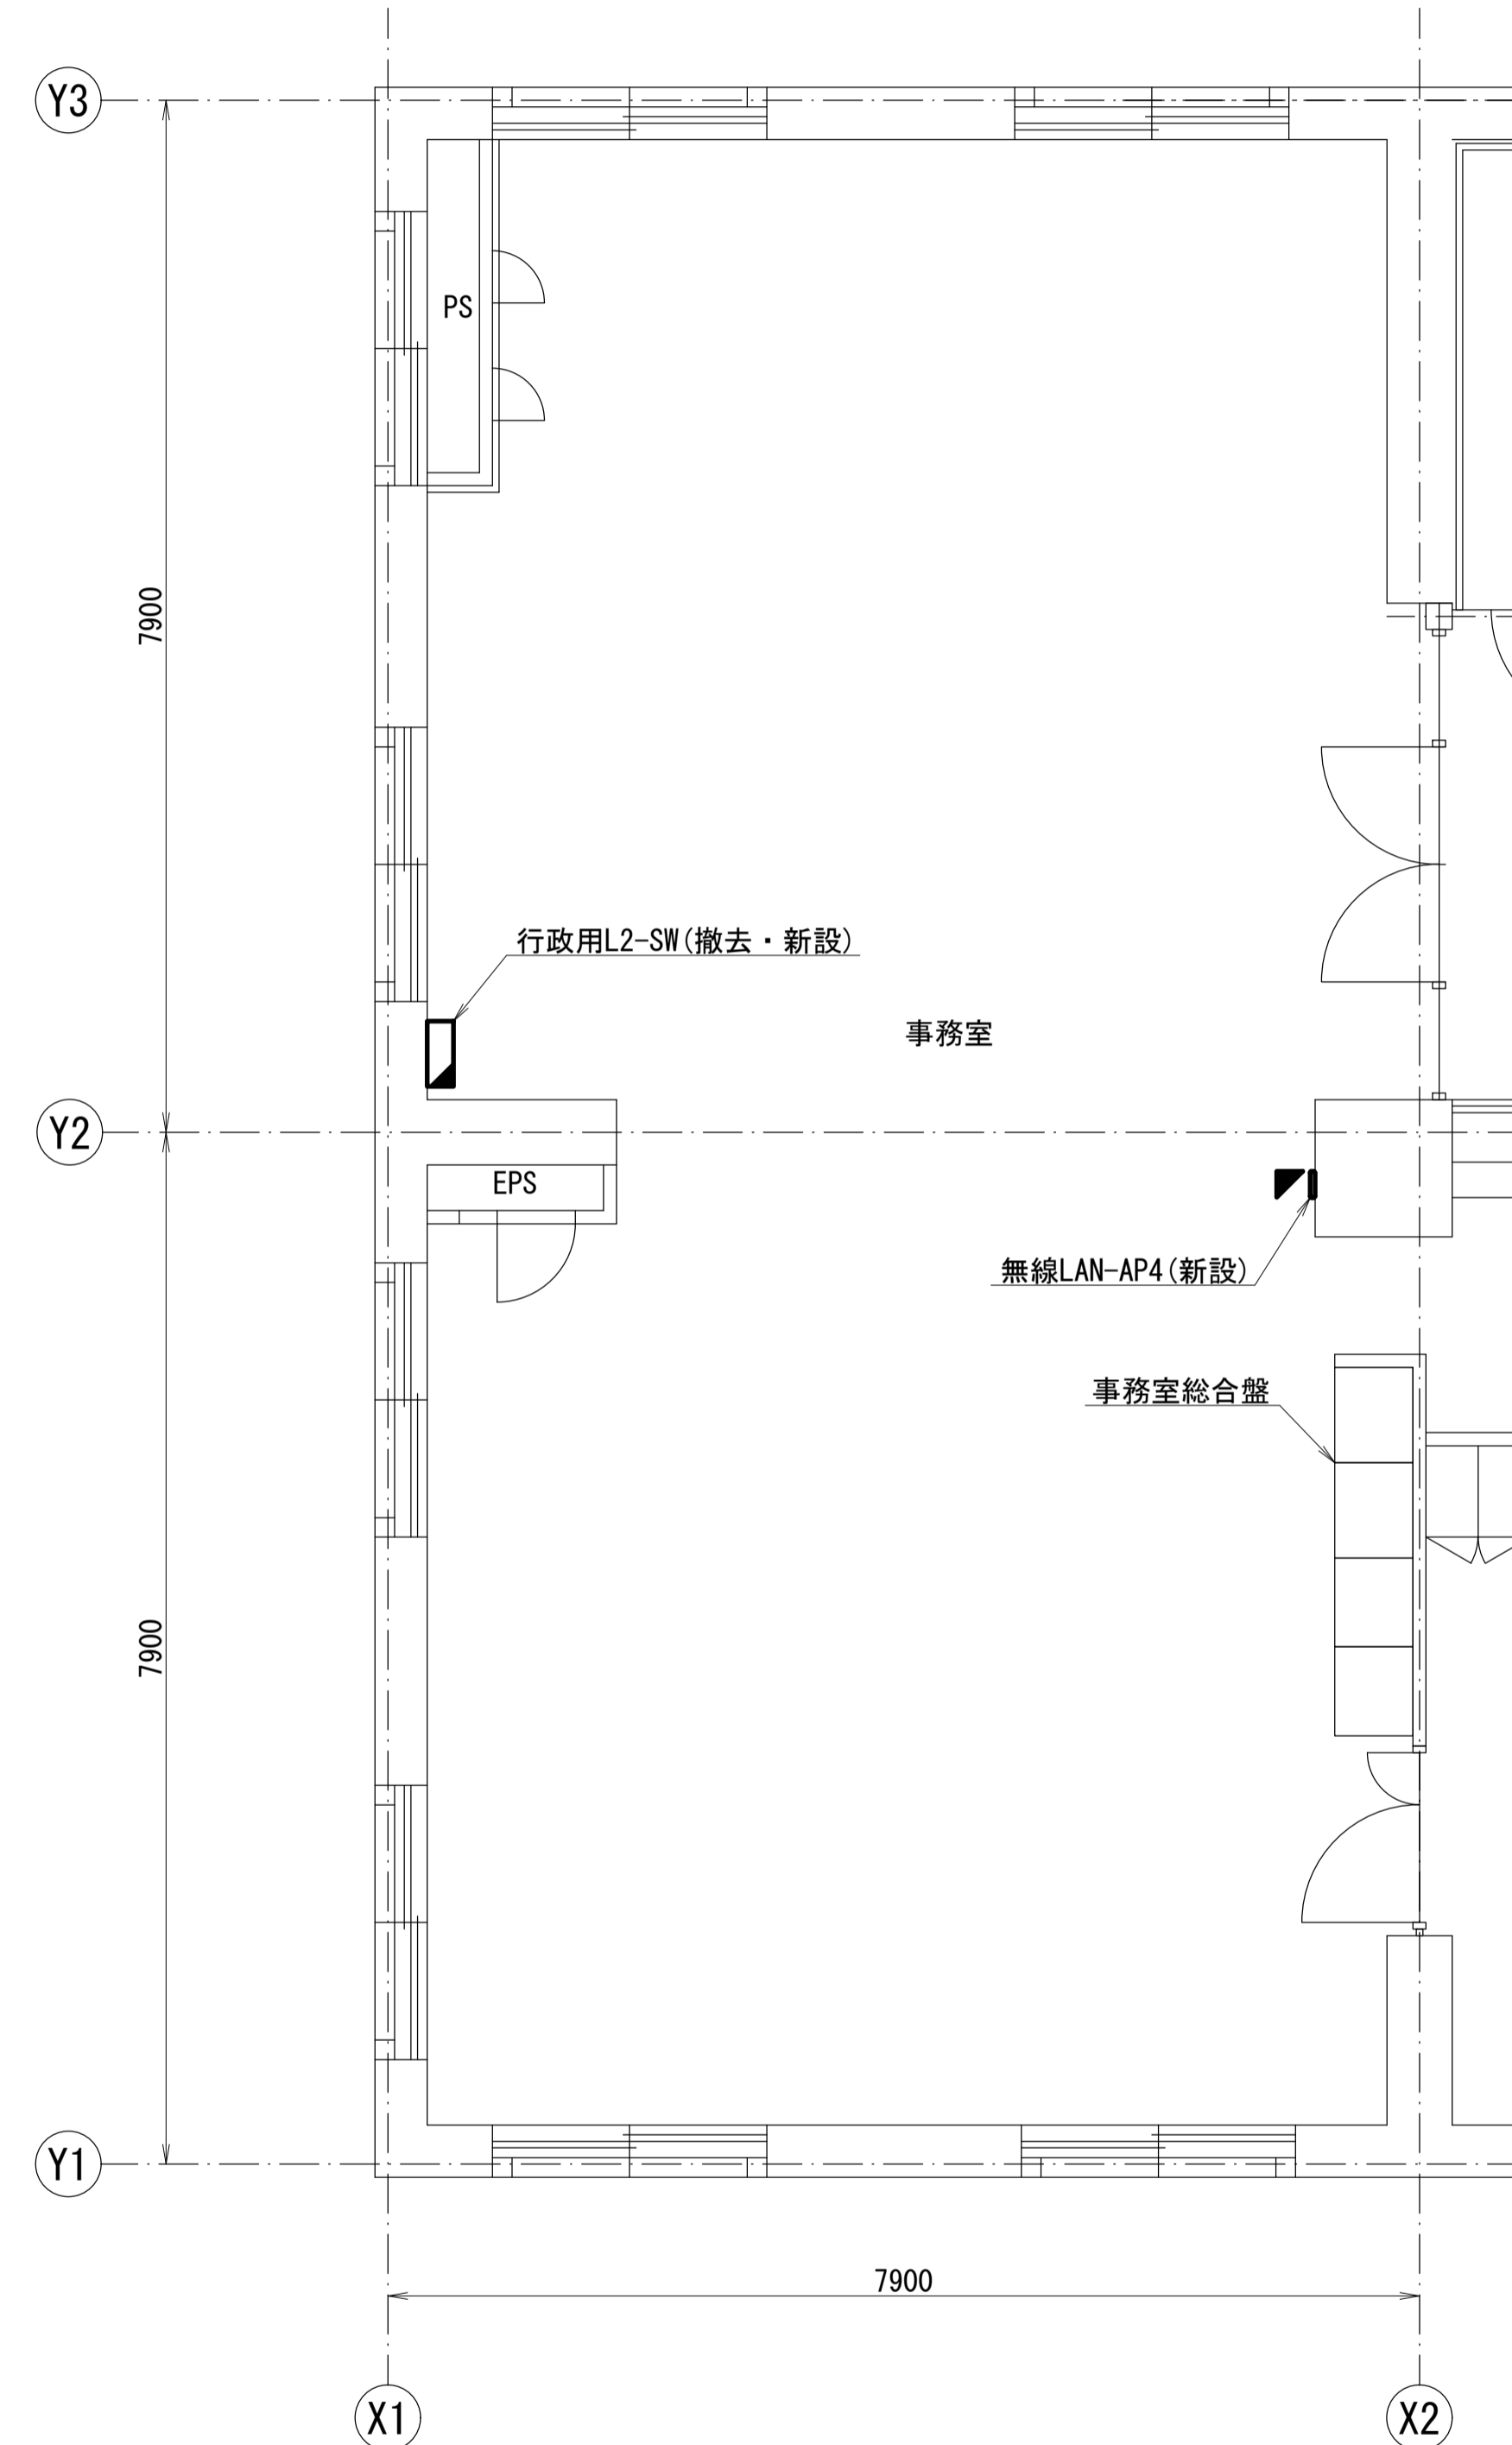 Y3
PS
7900
行政用L2-SW(撤去・新設)
事務室
Y2
EPS
無線LAN-AP4(新設)
事務室総合盤
7900
Y1
7900
X1
X2